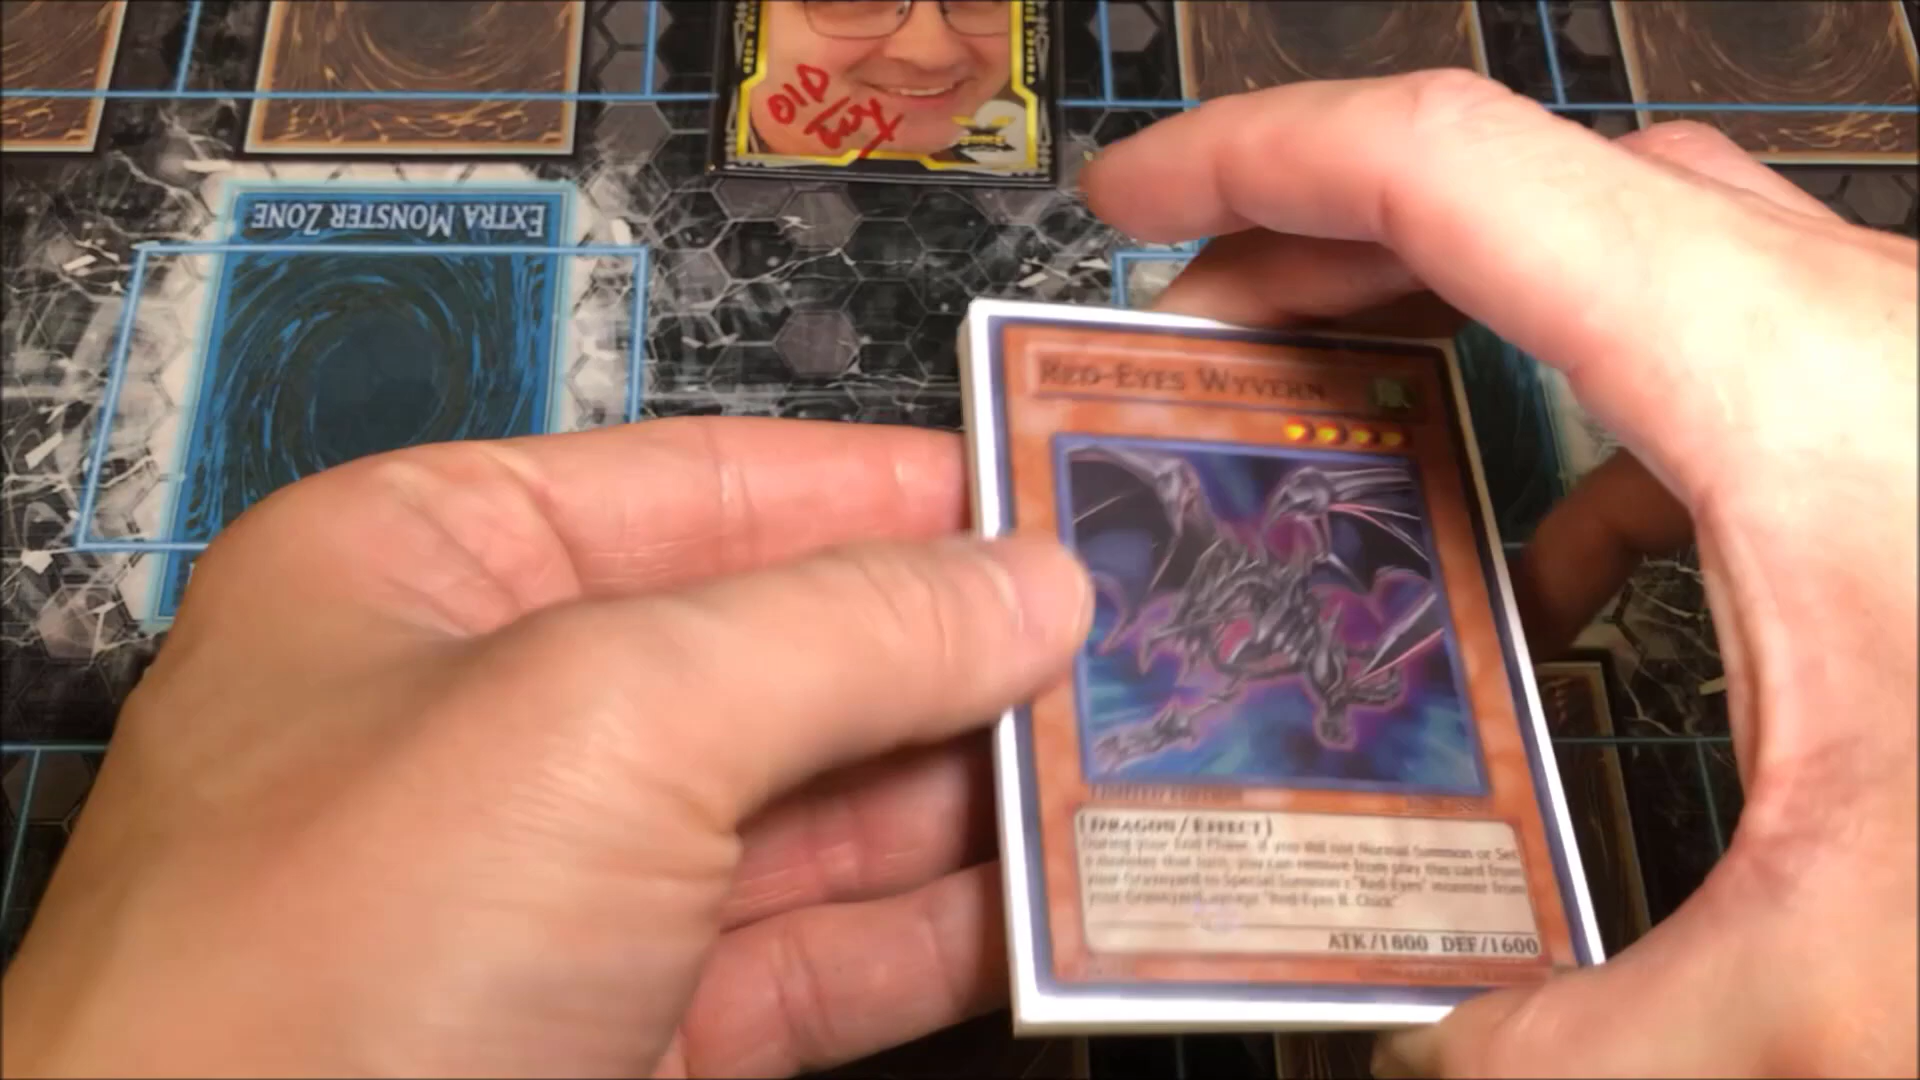 OlD
EXTRA MONSTER ZONE
RED-EYES WYVERN
LIMITED EDITION
[DRAGON/EFFECT]
During your End Phase, if you did not Normal Summon or Set
a monster that turn, you can remove from play this card from
your Graveyard to Special Summon 1 "Red-Eyes" monster from
your Graveyard, except "Red-Eyes B. Chick".
ATK/1800 DEF/1600